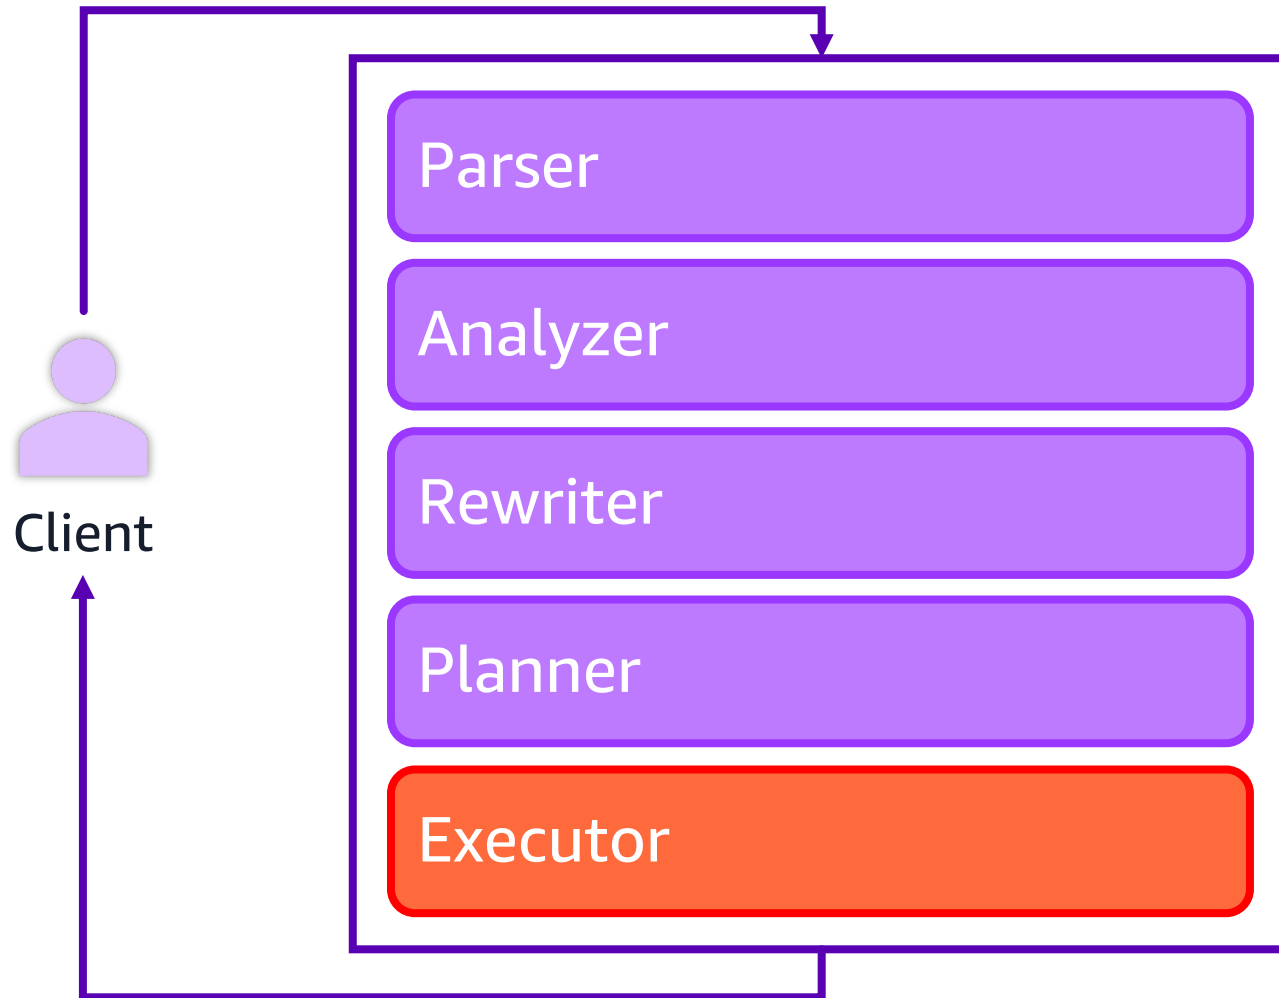 Parser
Analyzer
Rewriter
Client
Planner
Executor